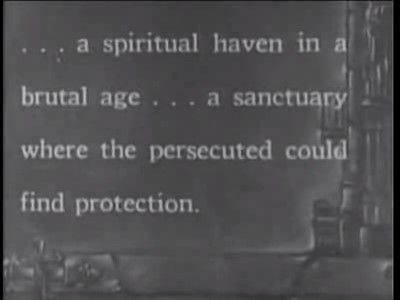 . . . a spiritual haven in a
brutal age . . . a sanctuary
where the persecuted could
find protection.